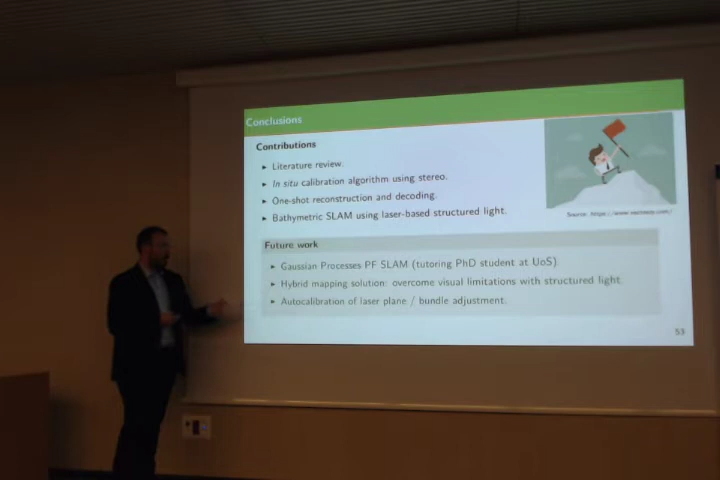 Conclusions
Contributions
Literature review.
In situ calibration algorithm using stereo.
One-shot reconstruction and decoding.
Bathymetric SLAM using laser-based structured light.
Source: https://www.
Future work
Gaussian Processes PF SLAM (tutoring PhD student at UoS)
Hybrid mapping solution: overcome visual limitations with structured light
Autocalibration of laser plane / bundle adjustment.
53